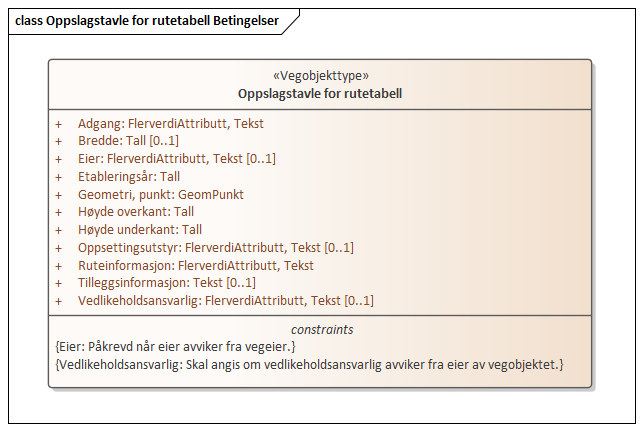 class Oppslagstavle for rutetabell Betingelser
«Vegobjekttype»
Oppslagstavle for rutetabell
+ Adgang: FlerverdiAttributt, Tekst
+ Bredde: Tall [0..1]
+ Eier: FlerverdiAttributt, Tekst [0..1]
+ Etableringsår: Tall
+ Geometri, punkt: GeomPunkt
+ Høyde overkant: Tall
+ Høyde underkant: Tall
+ Oppsettingsutstyr: FlerverdiAttributt, Tekst [0..1]
+ Ruteinformasjon: FlerverdiAttributt, Tekst
+ Tilleggsinformasjon: Tekst [0..1]
+ Vedlikeholdsansvarlig: FlerverdiAttributt, Tekst [0..1]
constraints
{Eier: Påkrevd når eier avviker fra vegeier.}
{Vedlikeholdsansvarlig: Skal angis om vedlikeholdsansvarlig avviker fra eier av vegobjektet.}